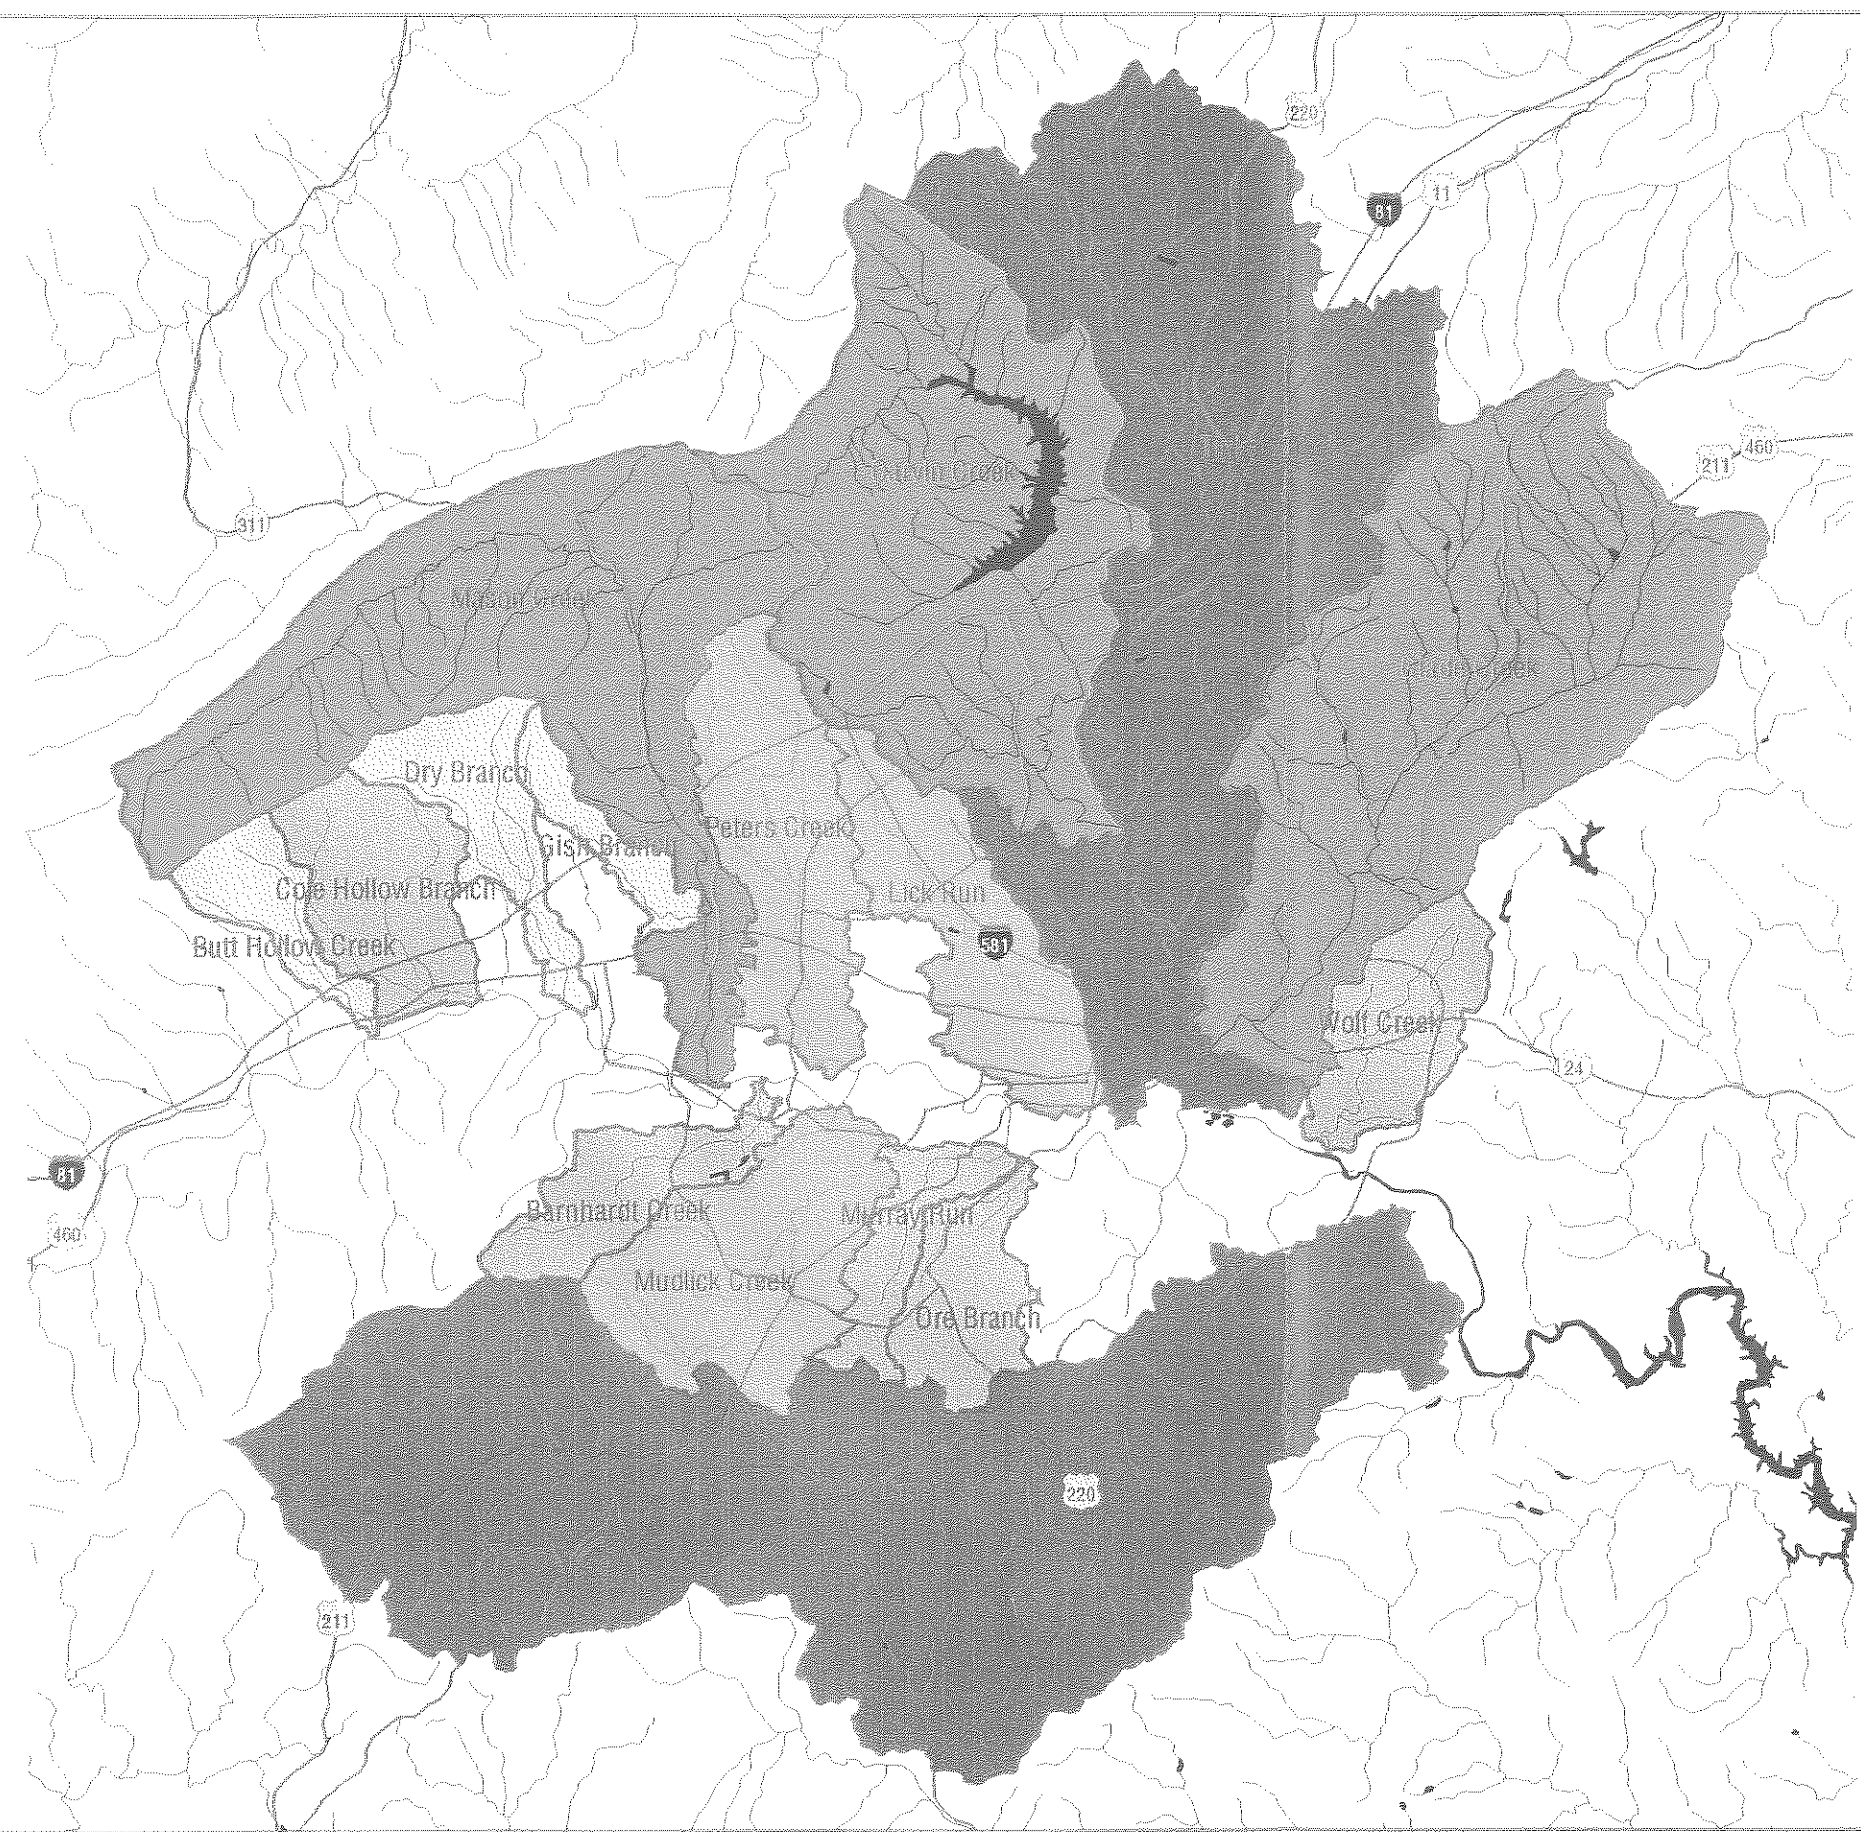 220
11
81
460
211
311
Mason Creek
Dry Branch
Peters Creek
Gish Branch
Cole Hollow Branch
Lick Run
Butt Hollow Creek
581
Wolf Creek
24
81
460
Barnhardt Creek
Murray Run
Mudlick Creek
Ore Branch
220
211